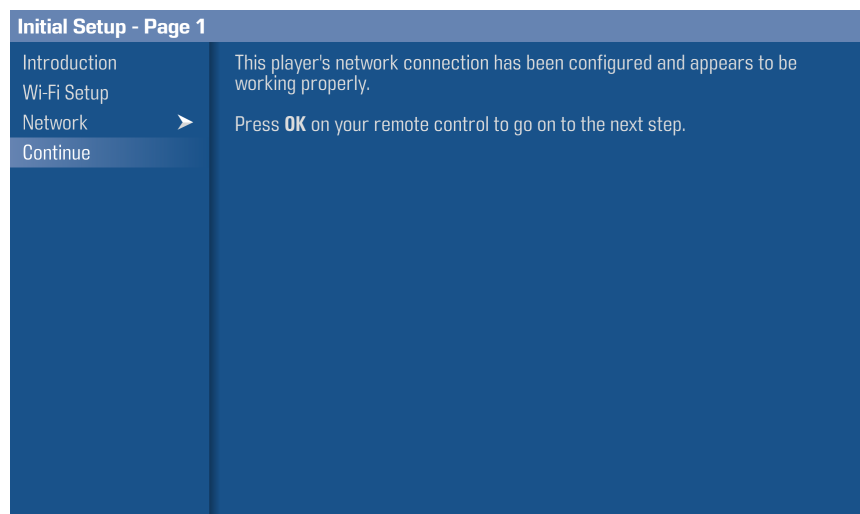 Initial Setup - Page 1
Introduction
Wi-Fi Setup
Network
Continue
This player's network connection has been configured and appears to be
working properly.
Press OK on your remote control to go on to the next step.